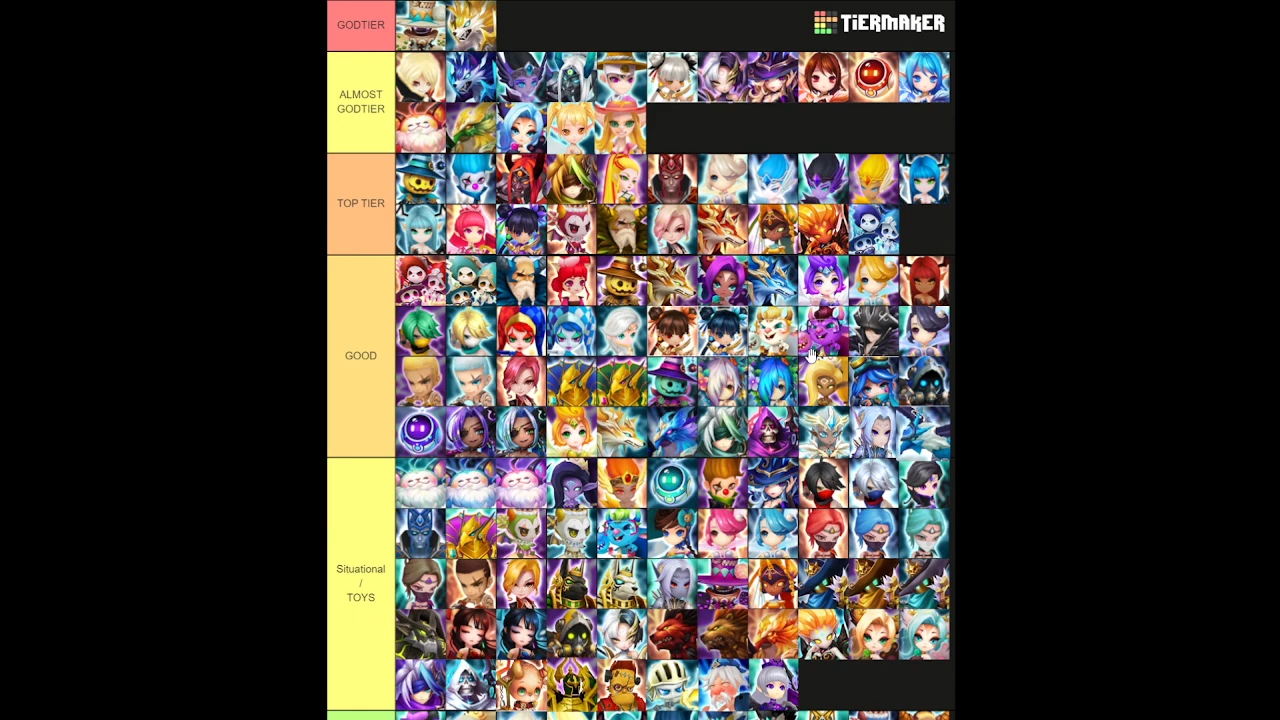 GODTIER
TiERMAKER
ALMOST
GODTIER
TOP TIER
GOOD
Situational
/
TOYS